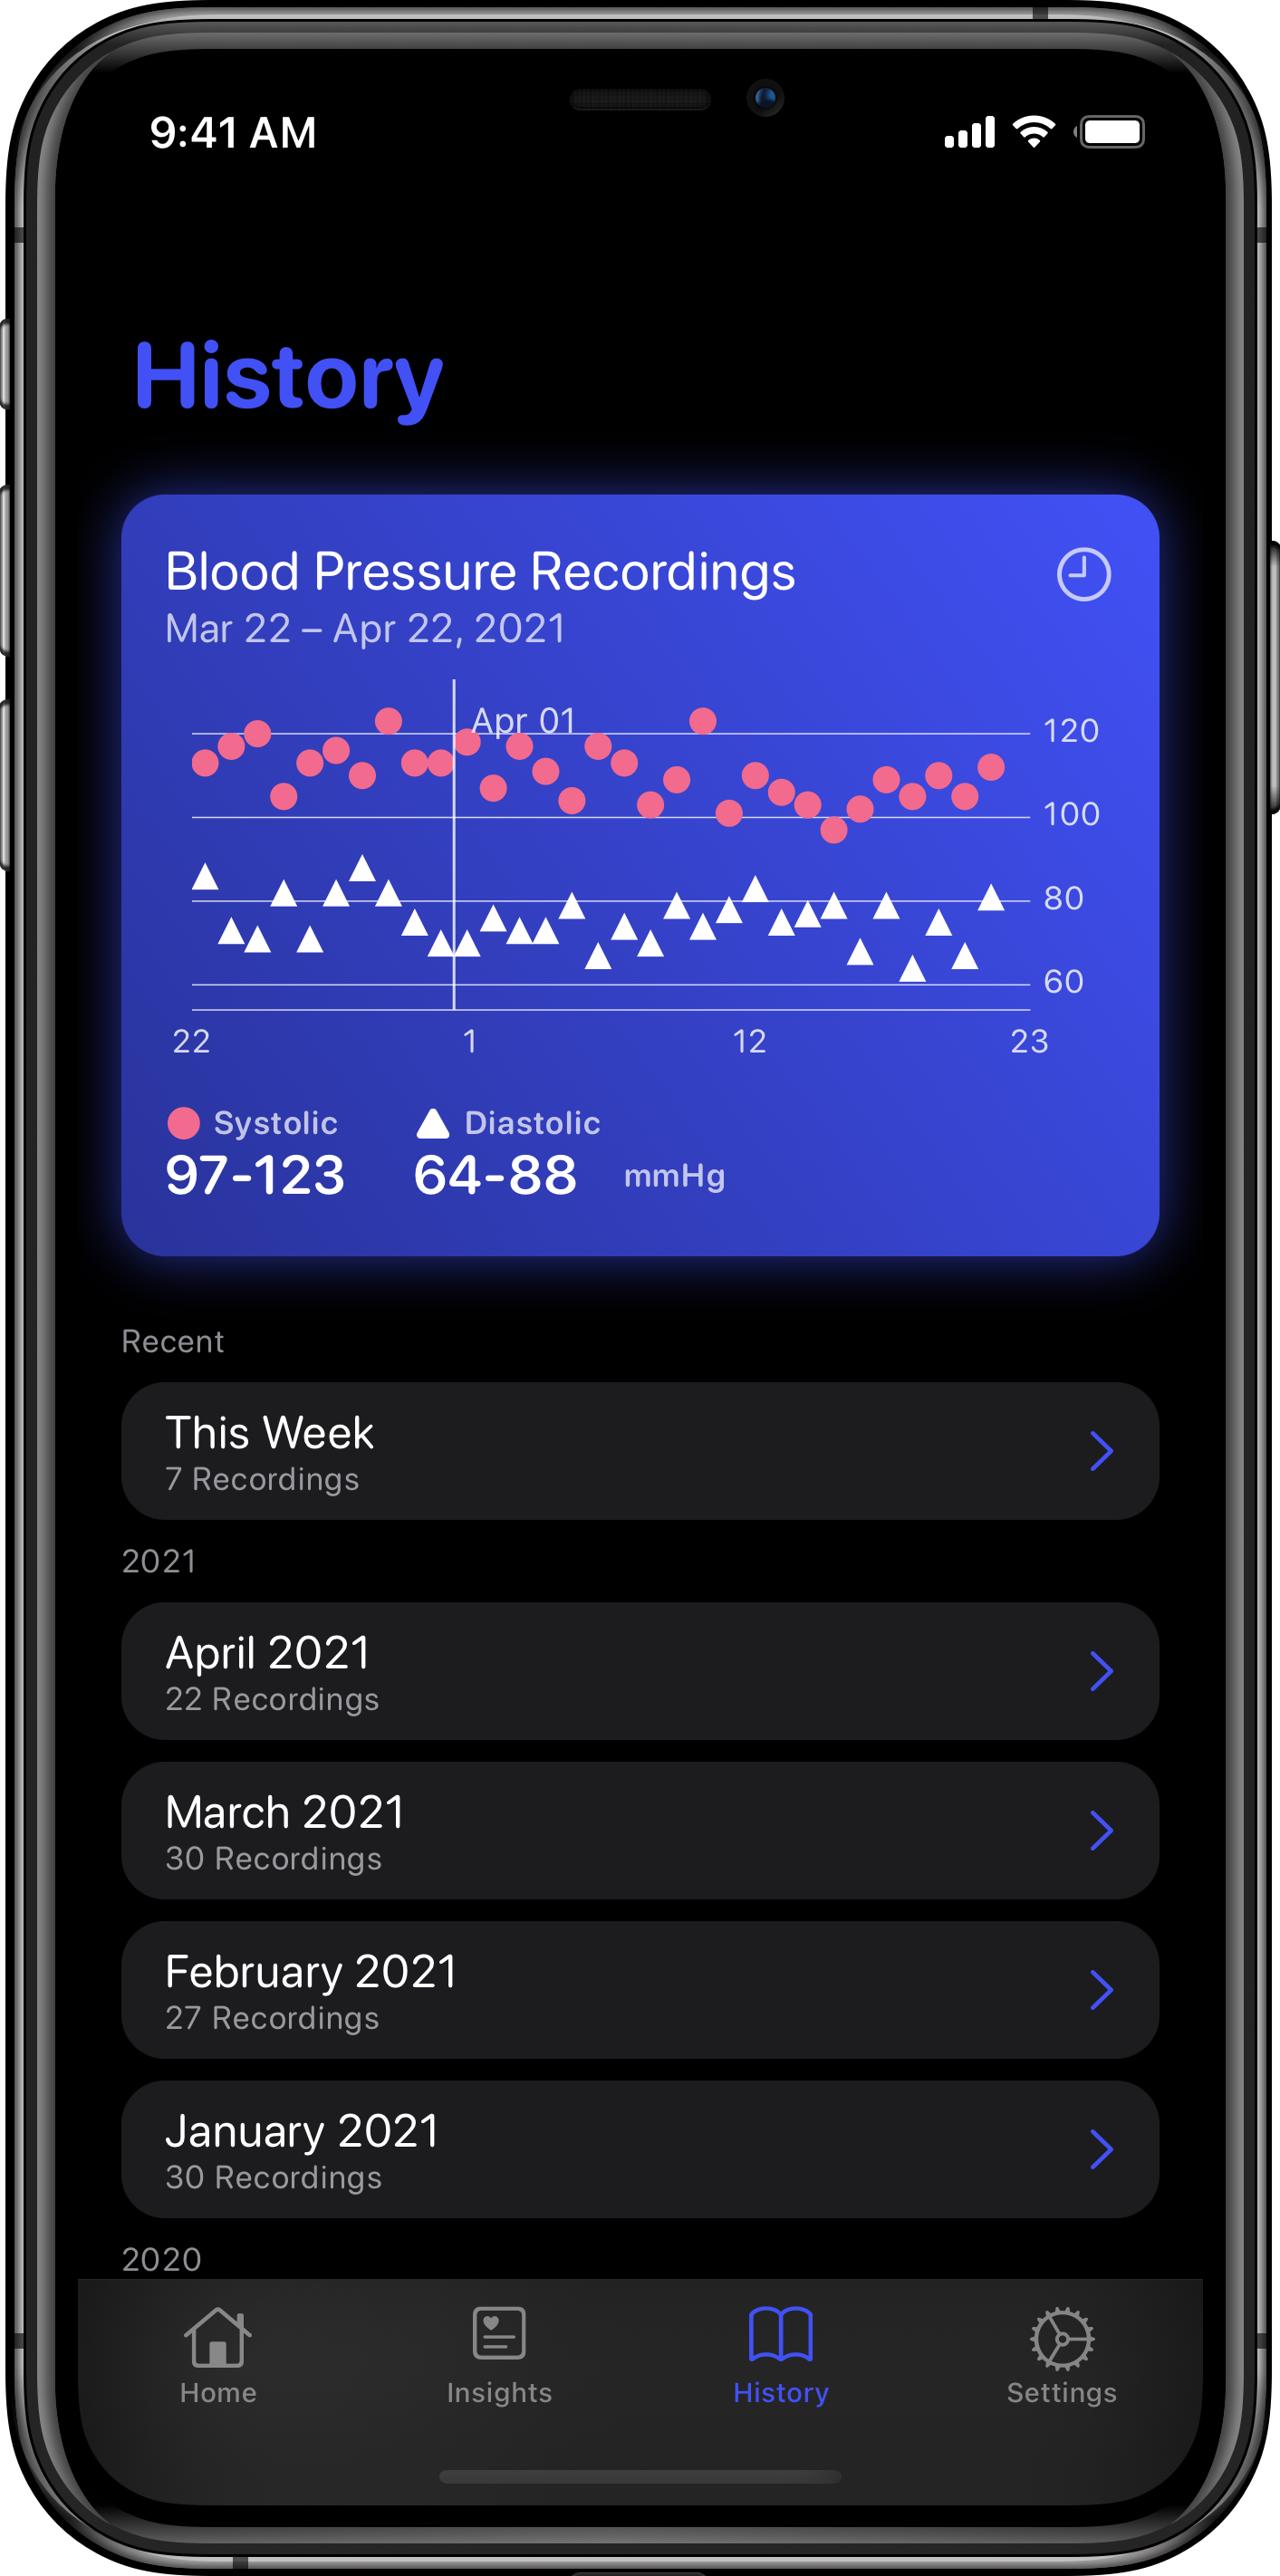 9:41 AM
History
Blood Pressure Recordings
Mar 22 – Apr 22, 2021
Apr 01
120
100
80
60
22 1 12 23
Systolic Diastolic
97-123 64-88 mmHg
Recent
This Week
7 Recordings
2021
April 2021
22 Recordings
March 2021
30 Recordings
February 2021
27 Recordings
January 2021
30 Recordings
2020
Home Insights History Settings